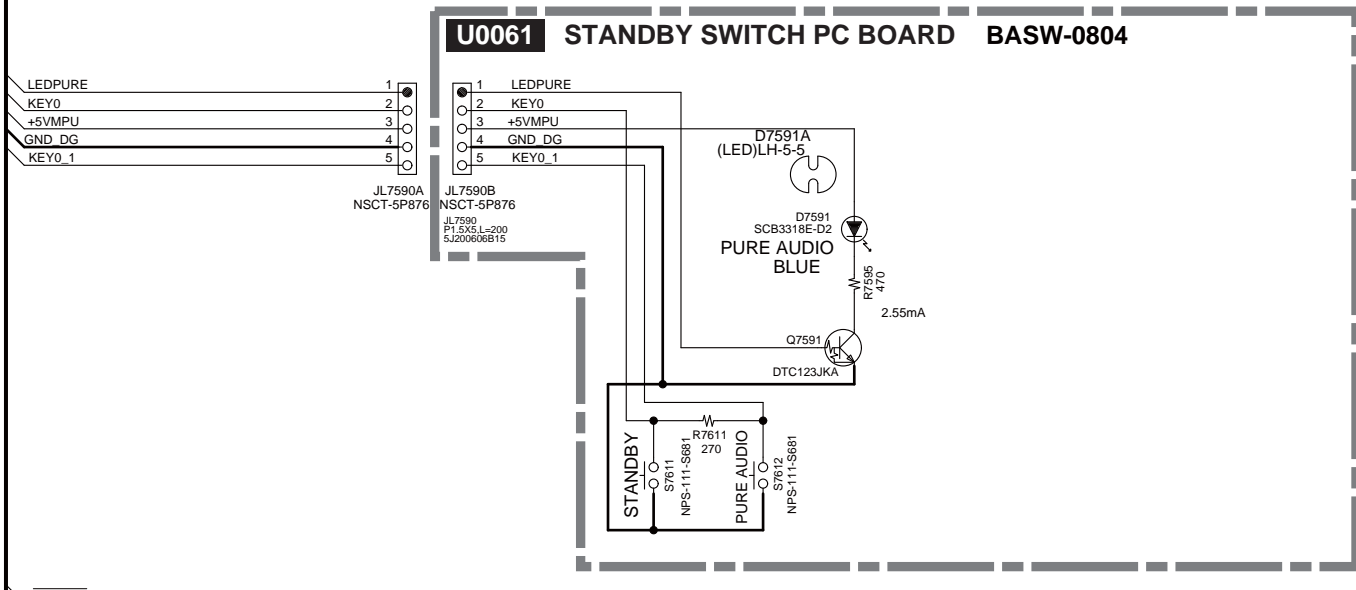 U0061 STANDBY SWITCH PC BOARD BASW-0804
LEDPURE 1
KEY0 2
+5VMPU 3
GND_DG 4
KEY0_1 5
JL7590A
NSCT-5P876
1 LEDPURE
2 KEY0
3 +5VMPU
4 GND_DG
5 KEY0_1
JL7590B
NSCT-5P876
JL7590
P1.5X5,L=200
5J200606B15
D7591A
(LED)LH-5-5
D7591
SCB3318E-D2
PURE AUDIO
BLUE
R7595
470
2.55mA
Q7591
DTC123JKA
STANDBY
S7611
NPS-111-S681
R7611
270
PURE AUDIO
S7612
NPS-111-S681